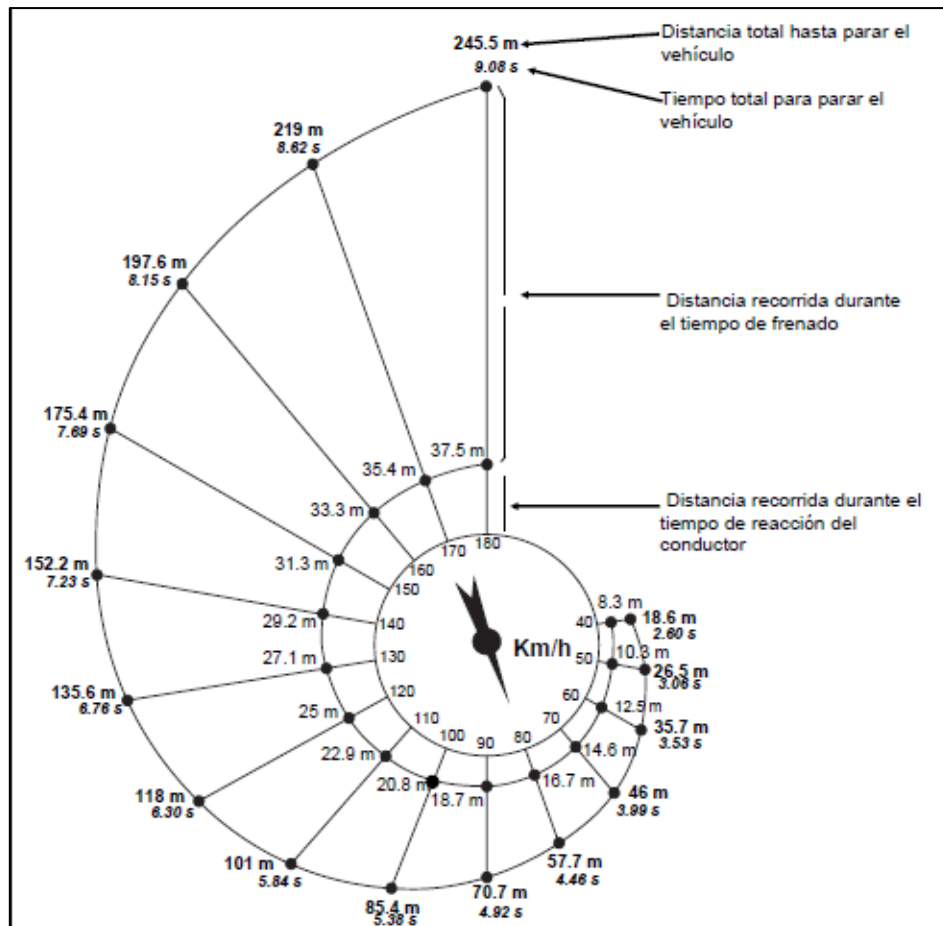 245.5 m
9.08 s
Distancia total hasta parar el
vehículo
Tiempo total para parar el
vehículo
219 m
8.62 s
197.6 m
8.15 s
Distancia recorrida durante
el tiempo de frenado
175.4 m
7.69 s
37.5 m
35.4 m
33.3 m
Distancia recorrida durante el
tiempo de reacción del
conductor
180
170
160
31.3 m
150
152.2 m
7.23 s
29.2 m
140
8.3 m
40
18.6 m
2.60 s
Km/h
27.1 m
130
50
10.3 m
26.5 m
3.06 s
135.6 m
6.76 s
120
60
25 m
12.5 m
35.7 m
3.53 s
110
70
100
90
80
22.9 m
14.6 m
20.8 m
18.7 m
16.7 m
118 m
6.30 s
46 m
3.99 s
101 m
5.84 s
57.7 m
4.46 s
85.4 m
5.38 s
70.7 m
4.92 s